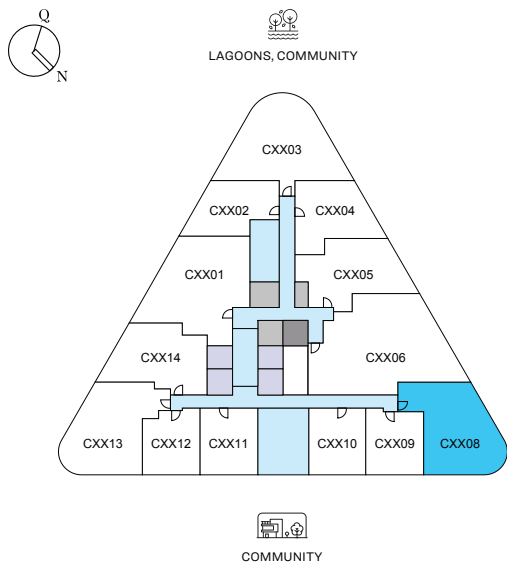 Q
N
LAGOONS, COMMUNITY
CXX03
CXX02
CXX04
CXX01
CXX05
CXX14
CXX06
CXX13
CXX12
CXX11
CXX10
CXX09
CXX08
COMMUNITY